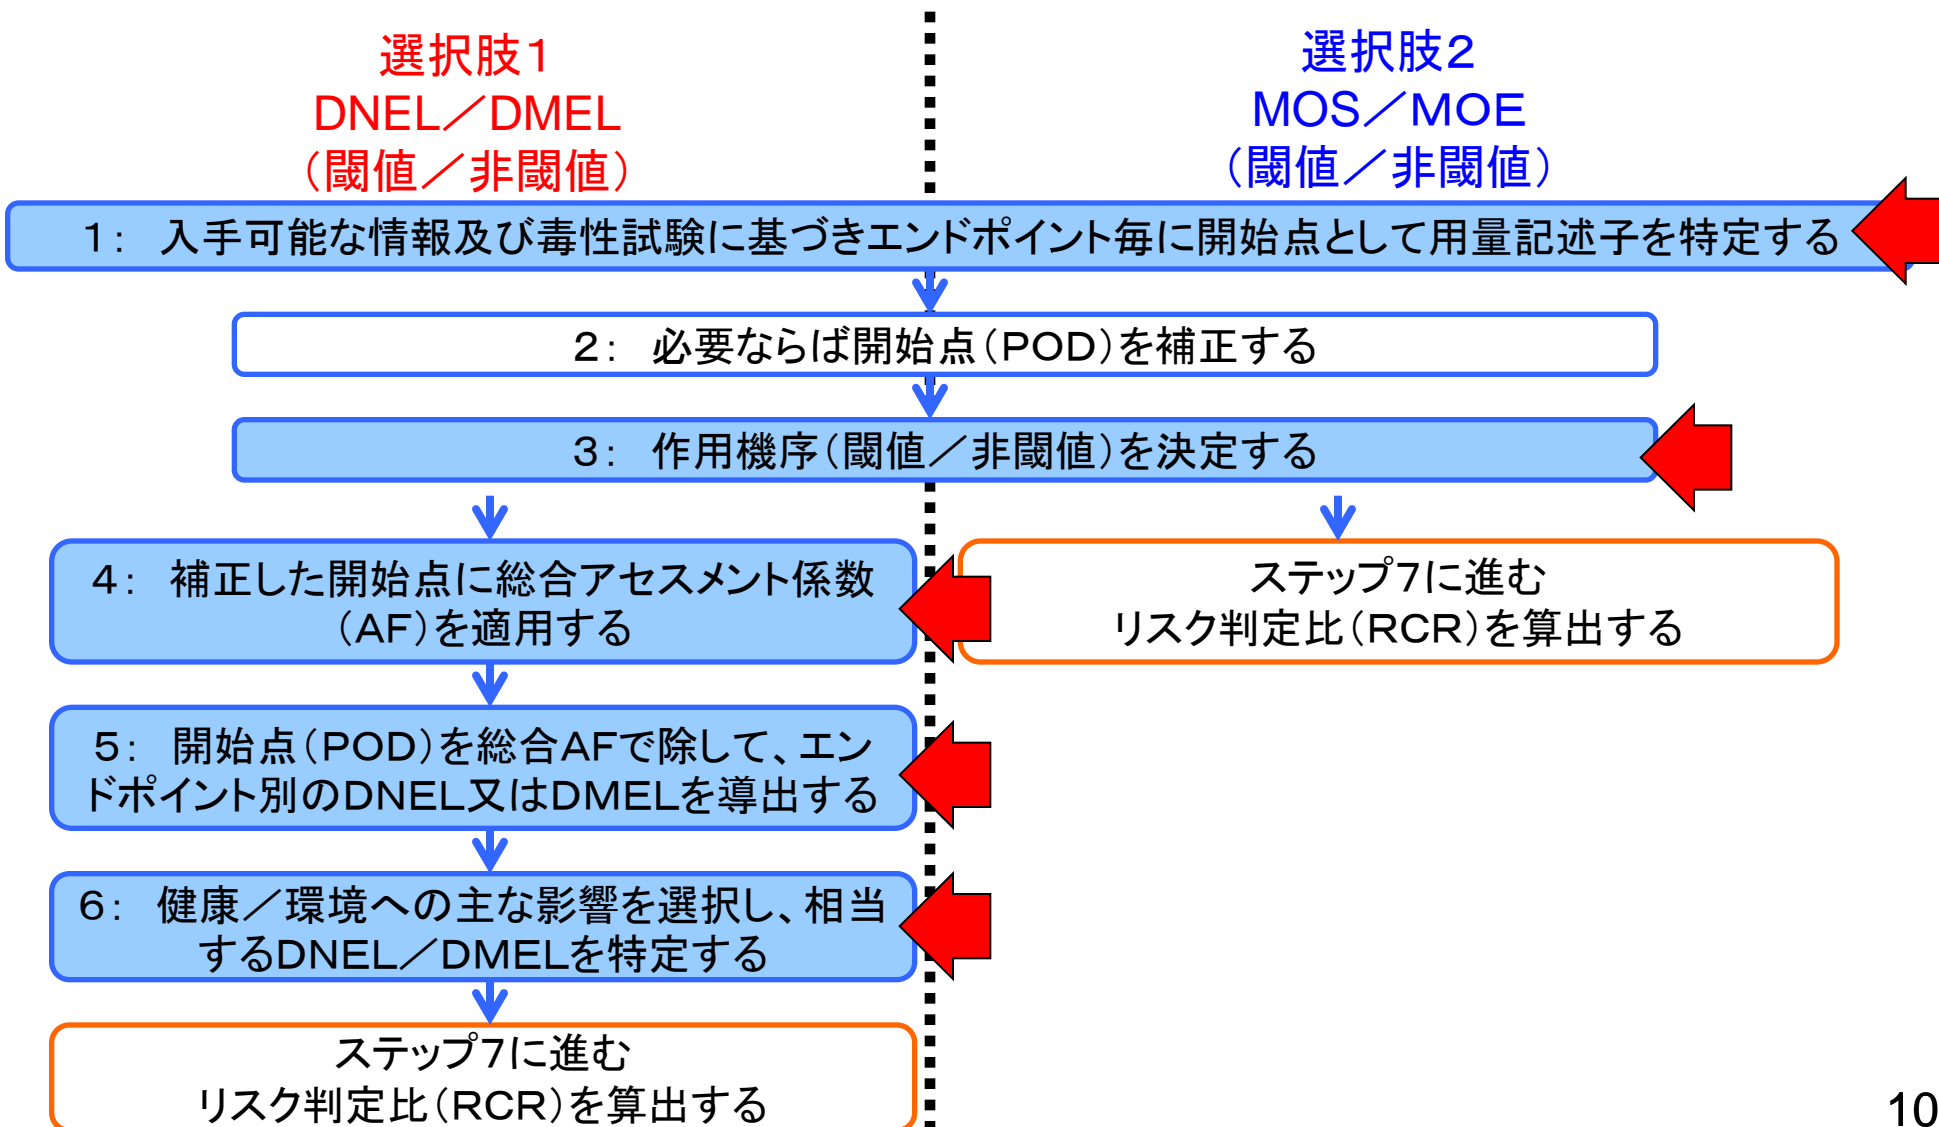 選択肢1
DNEL／DMEL
（閾値／非閾値）
選択肢2
MOS／MOE
（閾値／非閾値）
1： 入手可能な情報及び毒性試験に基づきエンドポイント毎に開始点として用量記述子を特定する
2： 必要ならば開始点（POD）を補正する
3： 作用機序（閾値／非閾値）を決定する
4： 補正した開始点に総合アセスメント係数
（AF）を適用する
ステップ7に進む
リスク判定比（RCR）を算出する
5： 開始点（POD）を総合AFで除して、エン
ドポイント別のDNEL又はDMELを導出する
6： 健康／環境への主な影響を選択し、相当
するDNEL／DMELを特定する
ステップ7に進む
リスク判定比（RCR）を算出する
10